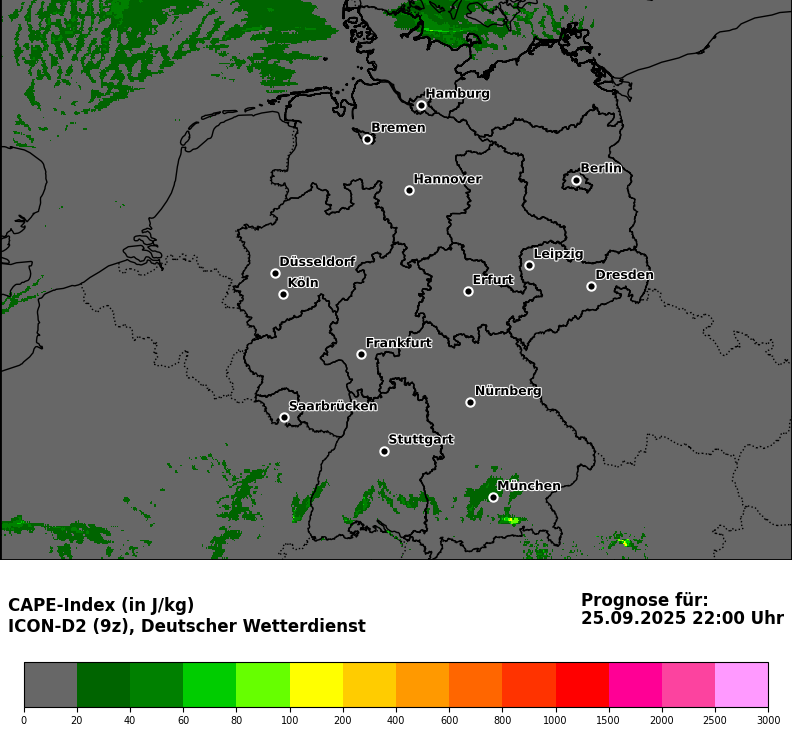 Hamburg
Bremen
Berlin
Hannover
Leipzig
Düsseldorf
Dresden
Köln
Erfurt
Frankfurt
Nürnberg
Saarbrücken
Stuttgart
München
CAPE-Index (in J/kg)
ICON-D2 (9z), Deutscher Wetterdienst
Prognose für:
25.09.2025 22:00 Uhr
0 20 40 60 80 100 200 400 600 800 1000 1500 2000 2500 3000